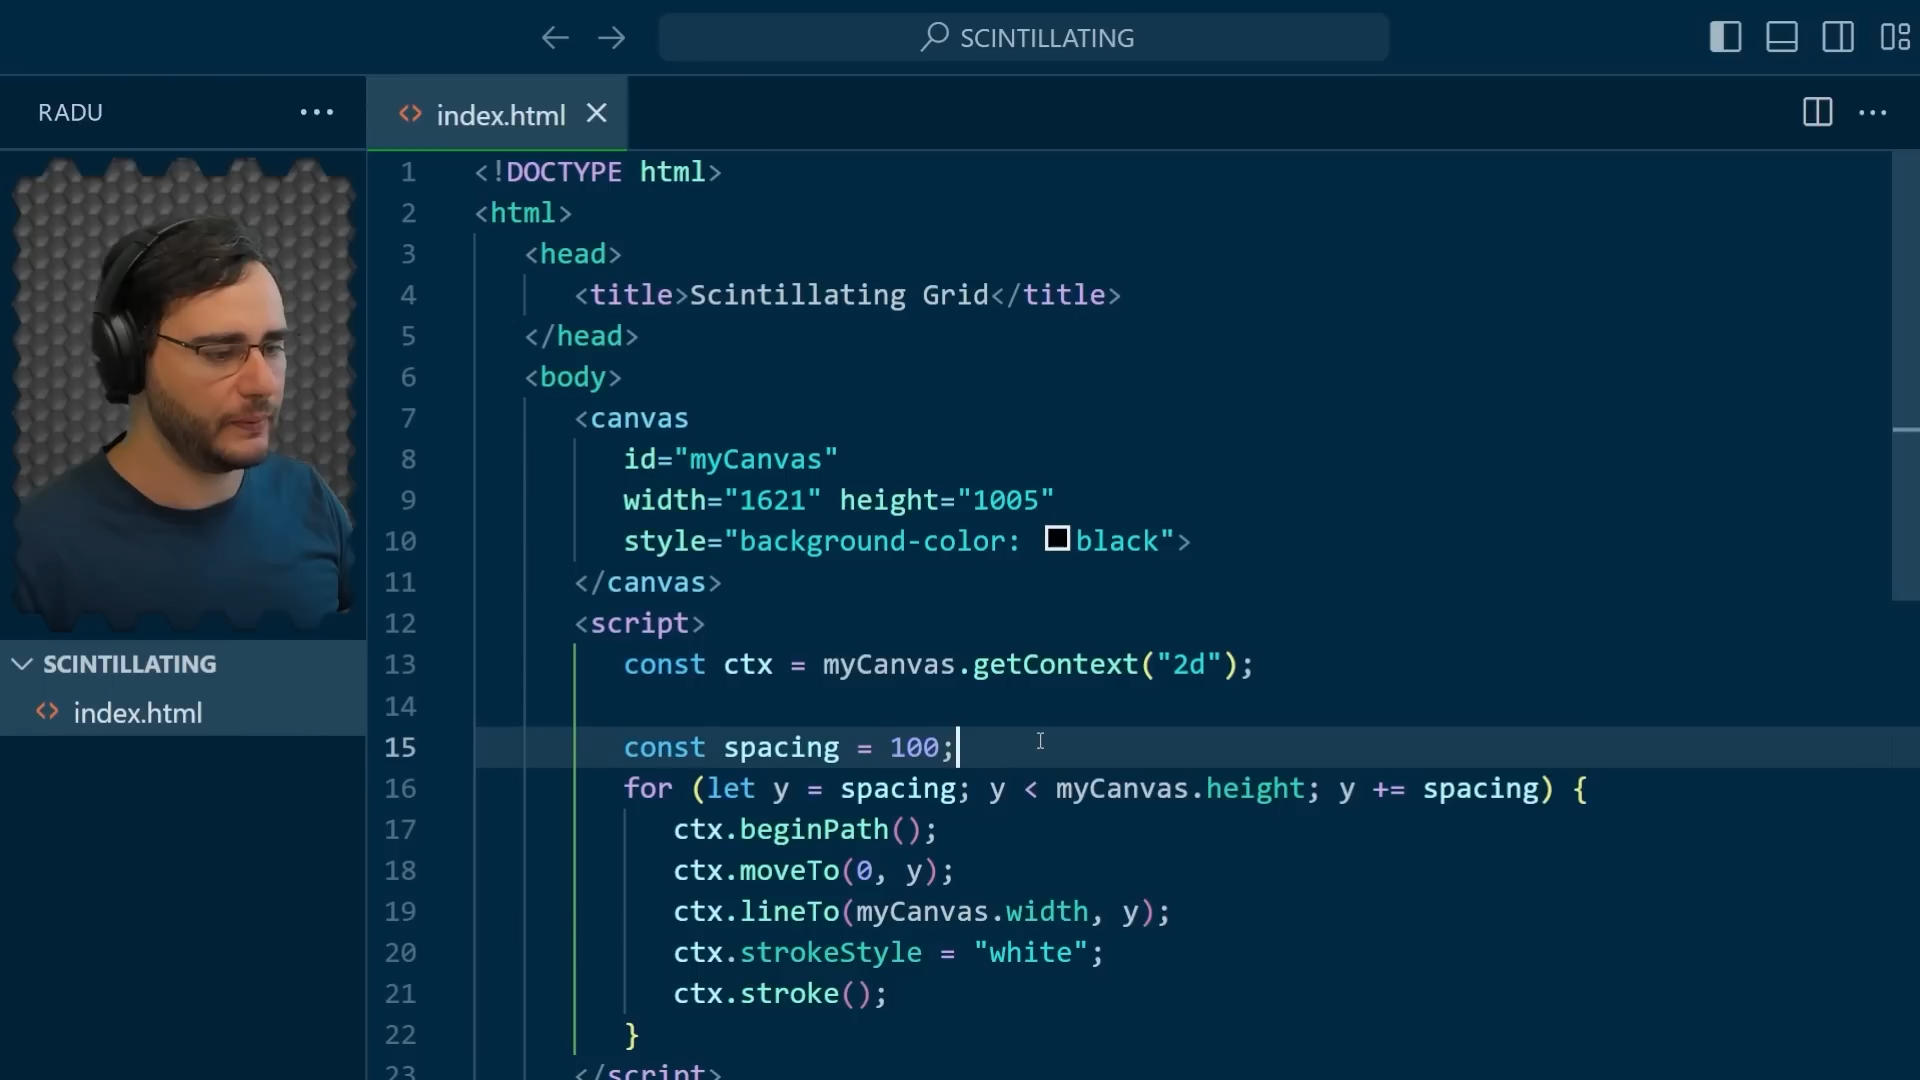 SCINTILLATING
RADU
index.html
1 <!DOCTYPE html>
2 <html>
3 <head>
4 <title>Scintillating Grid</title>
5 </head>
6 <body>
7 <canvas
8 id="myCanvas"
9 width="1621" height="1005"
10 style="background-color: black">
11 </canvas>
12 <script>
13 const ctx = myCanvas.getContext("2d");
14
15 const spacing = 100;
16 for (let y = spacing; y < myCanvas.height; y += spacing) {
17 ctx.beginPath();
18 ctx.moveTo(0, y);
19 ctx.lineTo(myCanvas.width, y);
20 ctx.strokeStyle = "white";
21 ctx.stroke();
22 }
23 </script>
SCINTILLATING
index.html